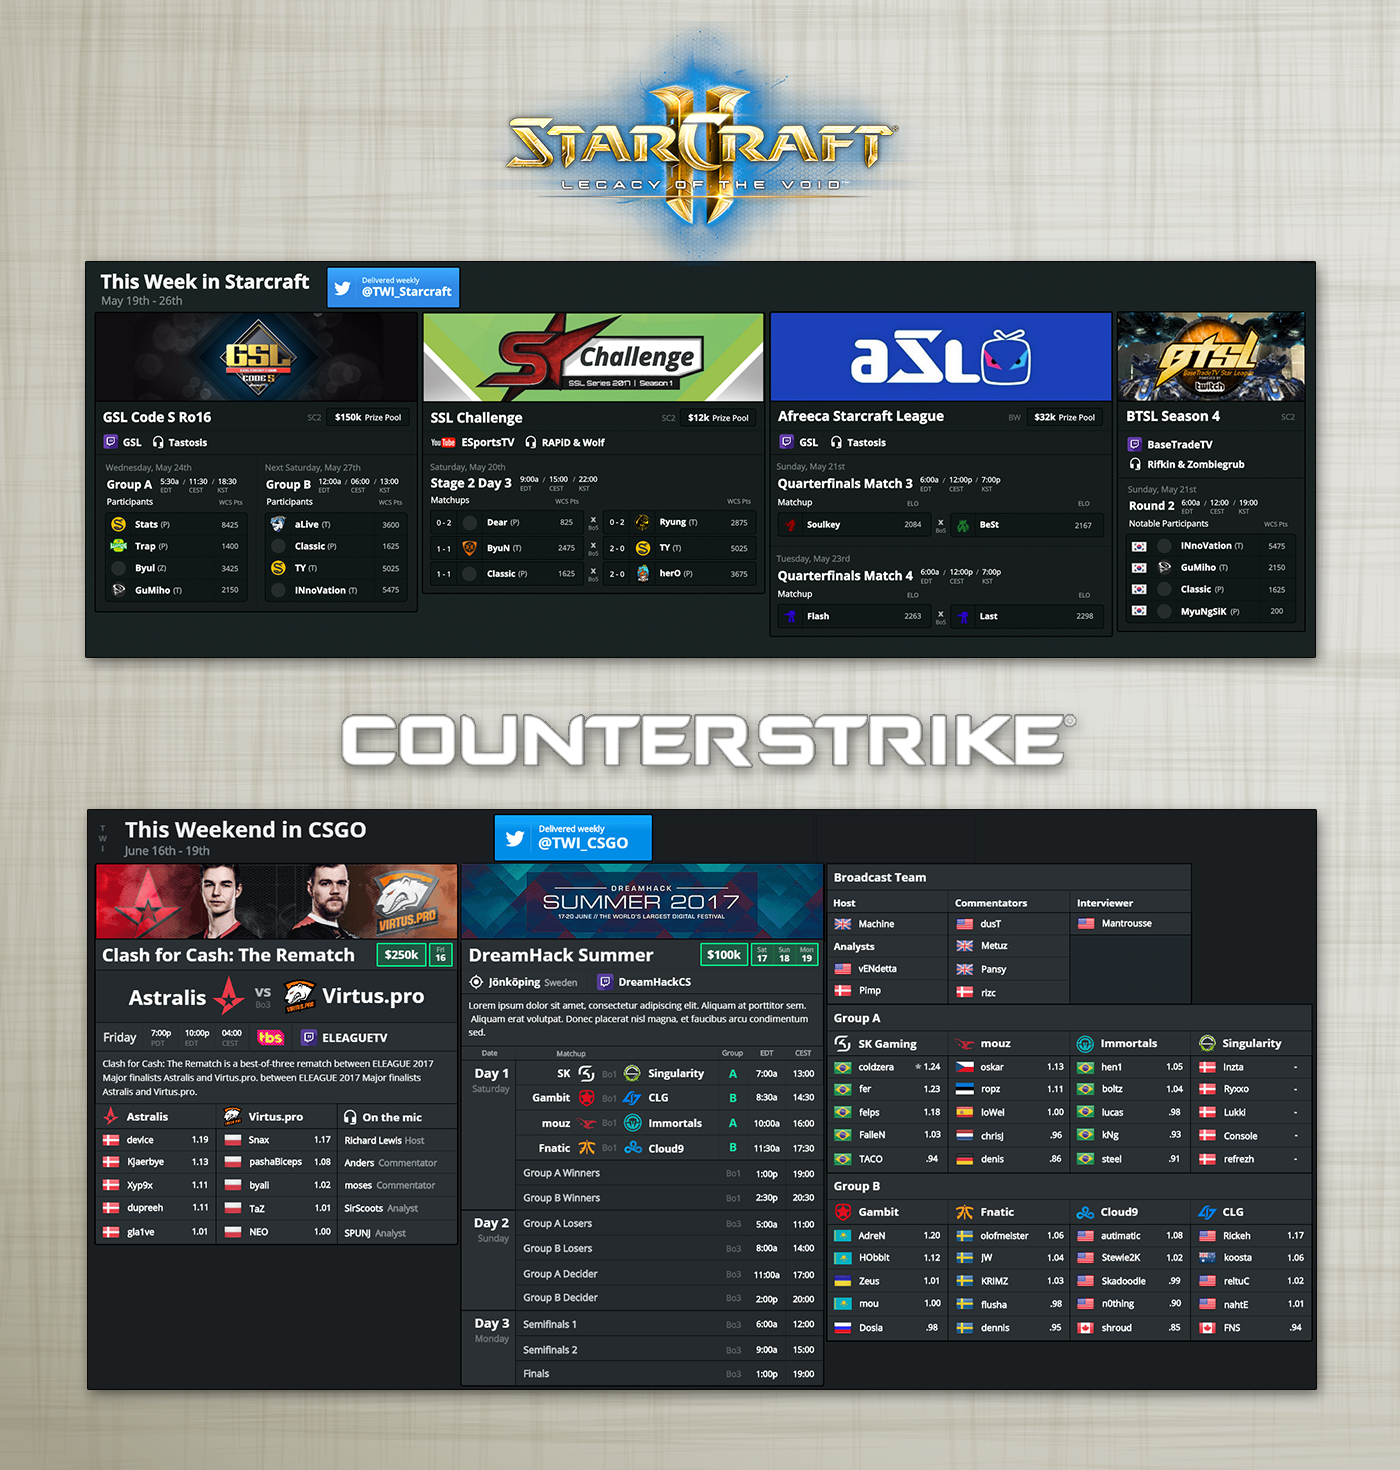 STARCRAFT II
LEGACY OF THE VOID
This Week in Starcraft
May 19th - 26th
Delivered weekly
@TWI_Starcraft
GSL
CODE S
GSL Code S Ro16
SC2
$150k Prize Pool
GSL
Tastosis
Wednesday, May 24th
Group A
5:30a / 11:30 / 18:30
EDT CEST KST
Participants
WCS Pts
Stats (P) 8425
Trap (P) 1400
Byul (Z) 3425
GuMiho (T) 2150
Next Saturday, May 27th
Group B
12:00a / 06:00 / 13:00
EDT CEST KST
Participants
WCS Pts
aLive (T) 3600
Classic (P) 1625
TY (T) 5025
INnoVation (T) 5475
S Challenge
SSL Series 2017 | Season 1
SSL Challenge
SC2
$12k Prize Pool
YouTube ESportsTV
RAPiD & Wolf
Saturday, May 20th
Stage 2 Day 3
9:00a / 15:00 / 22:00
EDT CEST KST
Matchups
WCS Pts
WCS Pts
0 - 2 Dear (P) 825 x Bo5 0 - 2 Ryung (T) 2875
1 - 1 ByuN (T) 2475 x Bo5 2 - 0 TY (T) 5025
1 - 1 Classic (P) 1625 x Bo5 2 - 0 herO (P) 3675
aSL
Afreeca Starcraft League
BW
$32k Prize Pool
GSL
Tastosis
Sunday, May 21st
Quarterfinals Match 3
6:00a / 12:00p / 7:00p
EDT CEST KST
Matchup
ELO
ELO
Soulkey 2084 x Bo5 BeSt 2167
Tuesday, May 23rd
Quarterfinals Match 4
6:00a / 12:00p / 7:00p
EDT CEST KST
Matchup
ELO
ELO
Flash 2263 x Bo5 Last 2298
BTSL
BaseTradeTV Star League
POWERED BY
twitch
BTSL Season 4
SC2
BaseTradeTV
Rifkin & Zombiegrub
Sunday, May 21st
Round 2
6:00a / 12:00 / 19:00
EDT CEST KST
Notable Participants
WCS Pts
INnoVation (T) 5475
GuMiho (T) 2150
Classic (P) 1625
MyuNgSiK (P) 200
COUNTERSTRIKE
TWI
This Weekend in CSGO
June 16th - 19th
Delivered weekly
@TWI_CSGO
VIRTUS.PRO
Clash for Cash: The Rematch
$250k
Fri 16
Astralis
VS
Bo3
VIRTUS.PRO
Virtus.pro
Friday
7:00p PDT
10:00p EDT
04:00 CEST
tbs
ELEAGUETV
Clash for Cash: The Rematch is a best-of-three rematch between ELEAGUE 2017
Major finalists Astralis and Virtus.pro. between ELEAGUE 2017 Major finalists
Astralis and Virtus.pro.
Astralis
device 1.19
Kjaerbye 1.13
Xyp9x 1.11
dupreeh 1.11
gla1ve 1.01
Virtus.pro
Snax 1.17
pashaBiceps 1.08
byali 1.02
TaZ 1.01
NEO 1.00
On the mic
Richard Lewis Host
Anders Commentator
moses Commentator
SirScoots Analyst
SPUNJ Analyst
DREAMHACK
SUMMER 2017
17-20 JUNE // THE WORLD'S LARGEST DIGITAL FESTIVAL
DreamHack Summer
$100k
Sat 17
Sun 18
Mon 19
Jönköping Sweden
DreamHackCS
Lorem ipsum dolor sit amet, consectetur adipiscing elit. Aliquam at porttitor sem.
Aliquam erat volutpat. Donec placerat nisl magna, et faucibus arcu condimentum
sed.
Date Matchup Group EDT CEST
Day 1
Saturday
SK Bo1 Singularity A 7:00a 13:00
Gambit Bo1 CLG B 8:30a 14:30
mouz Bo1 Immortals A 10:00a 16:00
Fnatic Bo1 Cloud9 B 11:30a 17:30
Group A Winners Bo1 1:00p 19:00
Group B Winners Bo1 2:30p 20:30
Day 2
Sunday
Group A Losers Bo3 5:00a 11:00
Group B Losers Bo3 8:00a 14:00
Group A Decider Bo3 11:00a 17:00
Group B Decider Bo3 2:00p 20:00
Day 3
Monday
Semifinals 1 Bo3 6:00a 12:00
Semifinals 2 Bo3 9:00a 15:00
Finals Bo3 1:00p 19:00
Broadcast Team
Host
Machine
Analysts
vENdetta
Pimp
Commentators
dusT
Metuz
Pansy
rizc
Interviewer
Mantrousse
Group A
SK Gaming
coldzera * 1.24
fer 1.23
felps 1.18
FalleN 1.03
TACO .94
mouz
oskar 1.13
ropz 1.11
loWel 1.00
chrisj .96
denis .86
Immortals
hen1 1.05
boltz 1.04
lucas .98
kNg .93
steel .91
Singularity
Inzta -
Ryxxo -
Lukki -
Console -
refrezh -
Group B
Gambit
AdreN 1.20
HObbit 1.12
Zeus 1.01
mou 1.00
Dosia .98
Fnatic
olofmeister 1.06
JW 1.04
KRIMZ 1.03
flusha .98
dennis .95
Cloud9
autimatic 1.08
Stewie2K 1.02
Skadoodle .99
n0thing .90
shroud .85
CLG
Rickeh 1.17
koosta 1.06
reltuC 1.02
nahtE 1.01
FNS .94